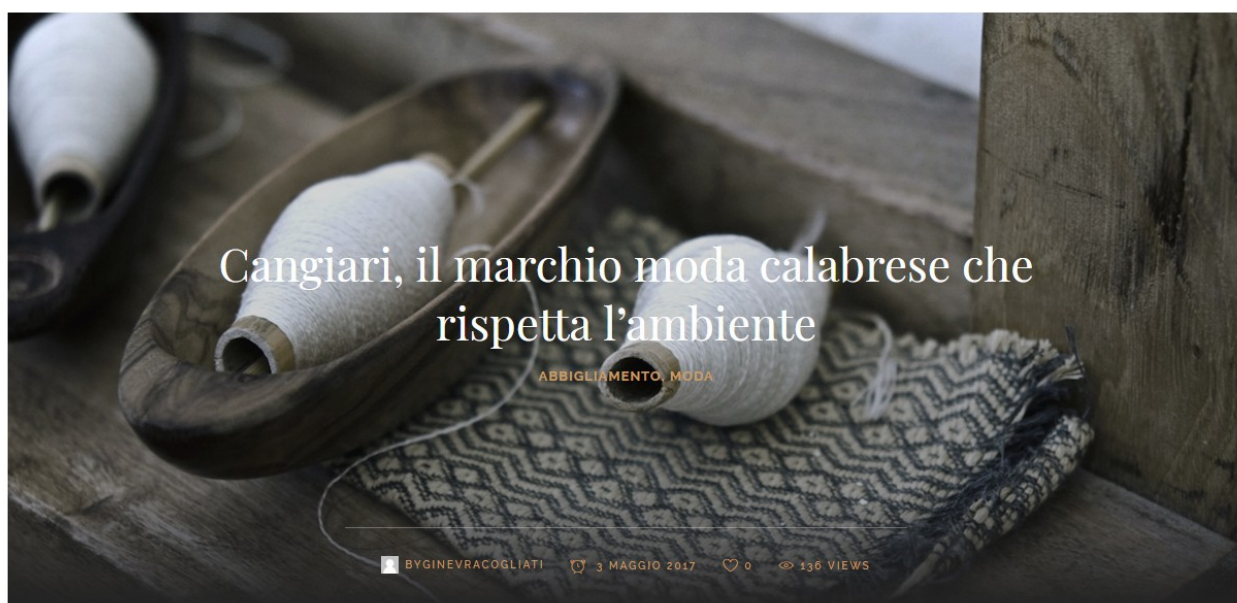 Cangiari, il marchio moda calabrese che
rispetta l’ambiente
ABBIGLIAMENTO, MODA
BYGINEVRACOGLIATI 3 MAGGIO 2017 0 136 VIEWS